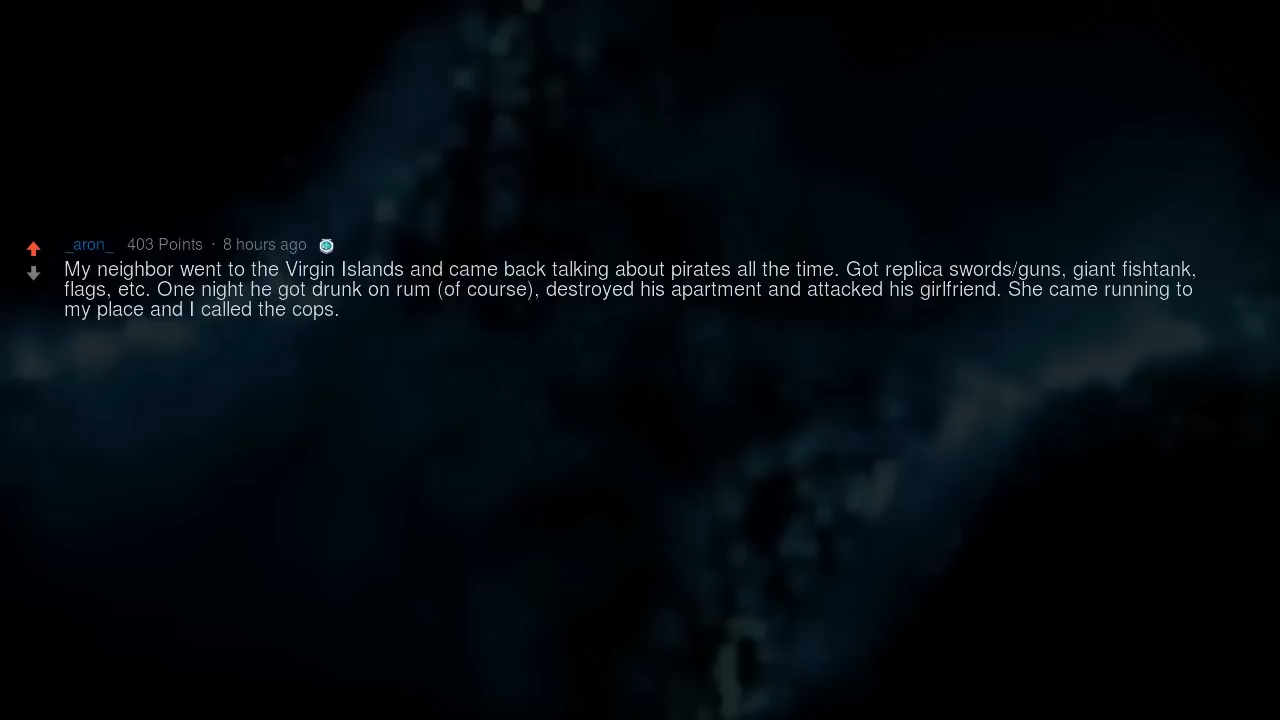 _aron_ 403 Points · 8 hours ago
My neighbor went to the Virgin Islands and came back talking about pirates all the time. Got replica swords/guns, giant fishtank,
flags, etc. One night he got drunk on rum (of course), destroyed his apartment and attacked his girlfriend. She came running to
my place and I called the cops.